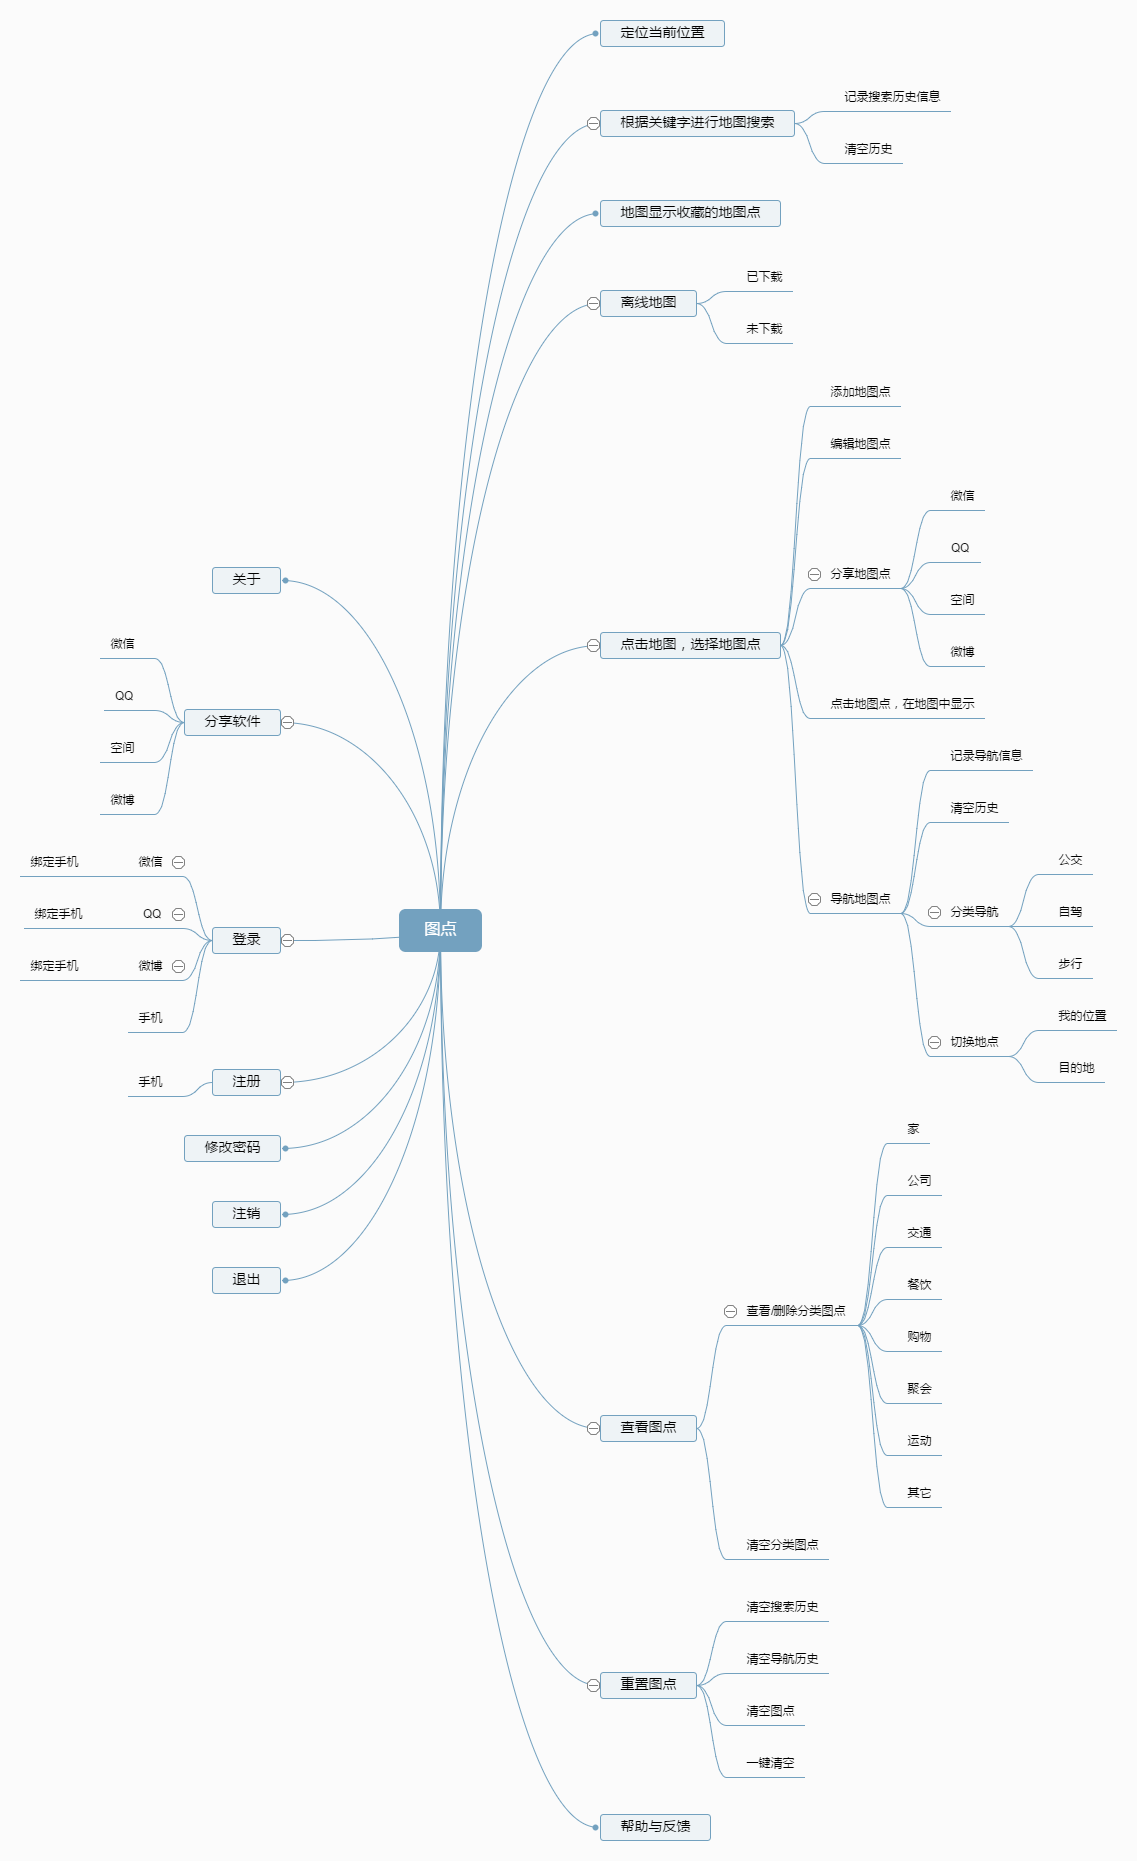 图点
定位当前位置
根据关键字进行地图搜索
记录搜索历史信息
清空历史
地图显示收藏的地图点
离线地图
已下载
未下载
点击地图，选择地图点
添加地图点
编辑地图点
分享地图点
微信
QQ
空间
微博
点击地图点，在地图中显示
导航地图点
记录导航信息
清空历史
分类导航
公交
自驾
步行
切换地点
我的位置
目的地
查看图点
查看/删除分类图点
家
公司
交通
餐饮
购物
聚会
运动
其它
清空分类图点
重置图点
清空搜索历史
清空导航历史
清空图点
一键清空
帮助与反馈
关于
分享软件
微信
QQ
空间
微博
登录
微信
绑定手机
QQ
绑定手机
微博
绑定手机
手机
注册
手机
修改密码
注销
退出